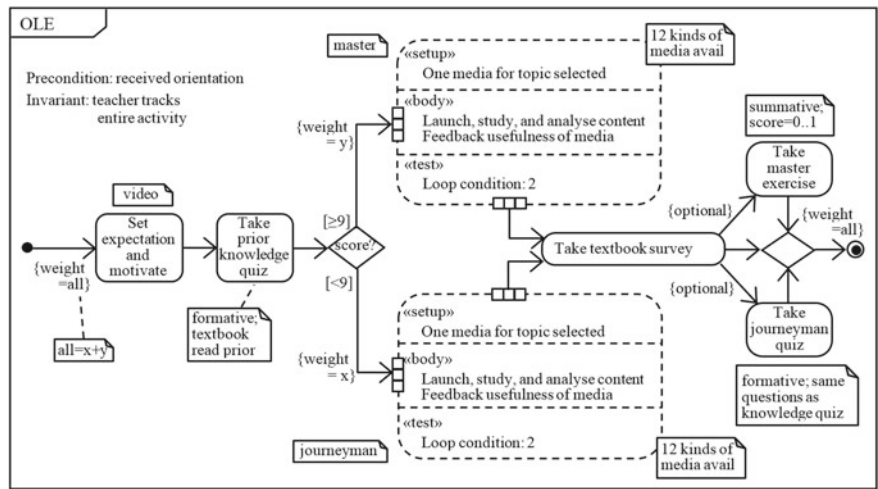 OLE
Precondition: received orientation
Invariant: teacher tracks
entire activity
video
Set
expectation
and
motivate
{weight
=all}
all=x+y
Take
prior
knowledge
quiz
formative;
textbook
read prior
[≥9]
score?
[<9]
{weight
= y}
{weight
= x}
master
12 kinds of
media avail
«setup»
One media for topic selected
«body»
Launch, study, and analyse content
Feedback usefulness of media
«test»
Loop condition: 2
Take textbook survey
«setup»
One media for topic selected
«body»
Launch, study, and analyse content
Feedback usefulness of media
«test»
Loop condition: 2
journeyman
12 kinds of
media avail
summative;
score=0..1
Take
master
exercise
{optional}
{weight
=all}
{optional}
Take
journeyman
quiz
formative; same
questions as
knowledge quiz